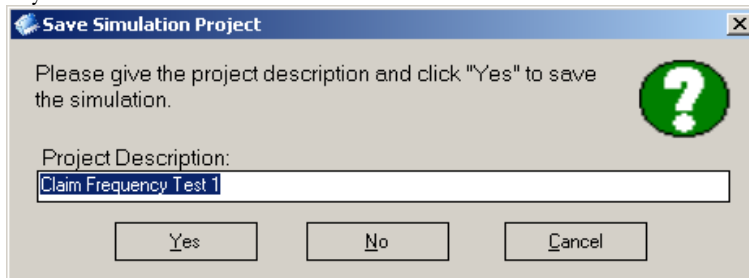 Save Simulation Project
Please give the project description and click "Yes" to save
the simulation.
Project Description:
Claim Frequency Test 1
Yes No Cancel